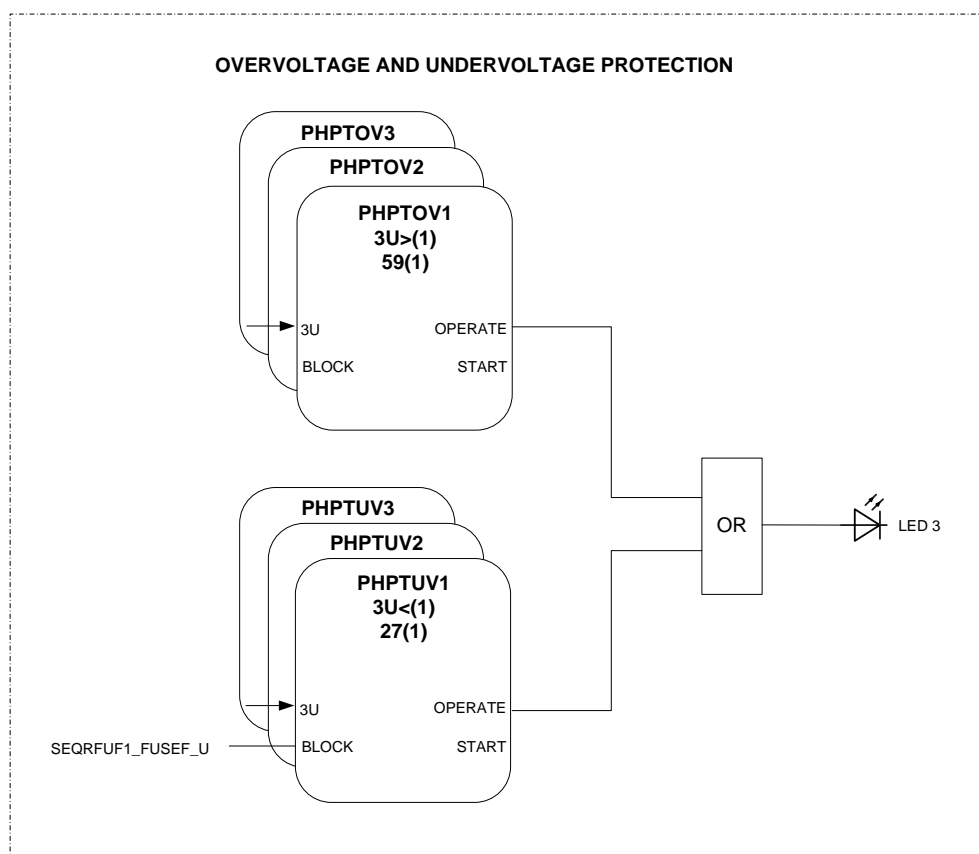 OVERVOLTAGE AND UNDERVOLTAGE PROTECTION
PHPTOV3
PHPTOV2
PHPTOV1
3U>(1)
59(1)
3U
OPERATE
BLOCK
START
OR
LED 3
PHPTUV3
PHPTUV2
PHPTUV1
3U<(1)
27(1)
3U
OPERATE
SEQRFUF1_FUSEF_U
BLOCK
START